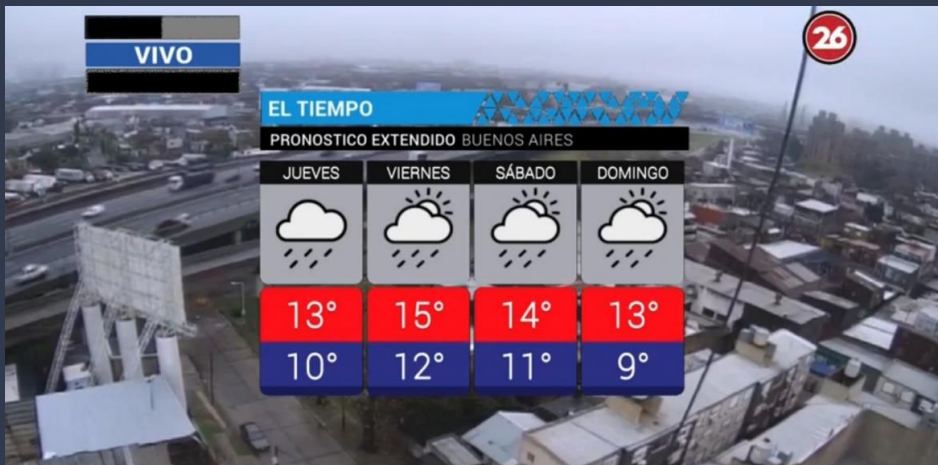 VIVO
26
EL TIEMPO
PRONOSTICO EXTENDIDO BUENOS AIRES
JUEVES VIERNES SÁBADO DOMINGO
13° 15° 14° 13°
10° 12° 11° 9°